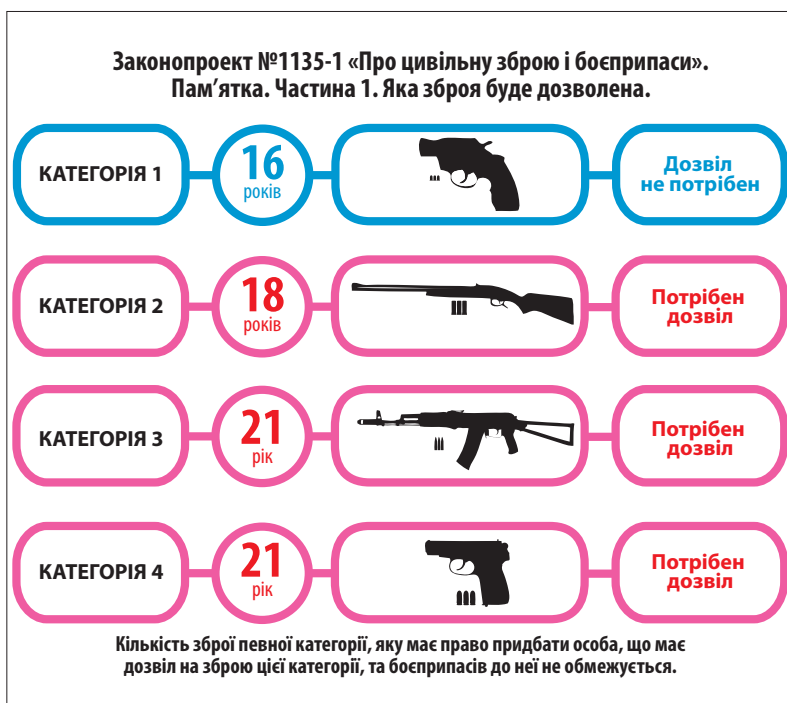 Законопроект №1135-1 «Про цивільну зброю і боєприпаси».
Пам’ятка. Частина 1. Яка зброя буде дозволена.
КАТЕГОРІЯ 1
16
років
Дозвіл
не потрібен
КАТЕГОРІЯ 2
18
років
Потрібен
дозвіл
КАТЕГОРІЯ 3
21
рік
Потрібен
дозвіл
КАТЕГОРІЯ 4
21
рік
Потрібен
дозвіл
Кількість зброї певної категорії, яку має право придбати особа, що має
дозвіл на зброю цієї категорії, та боєприпасів до неї не обмежується.